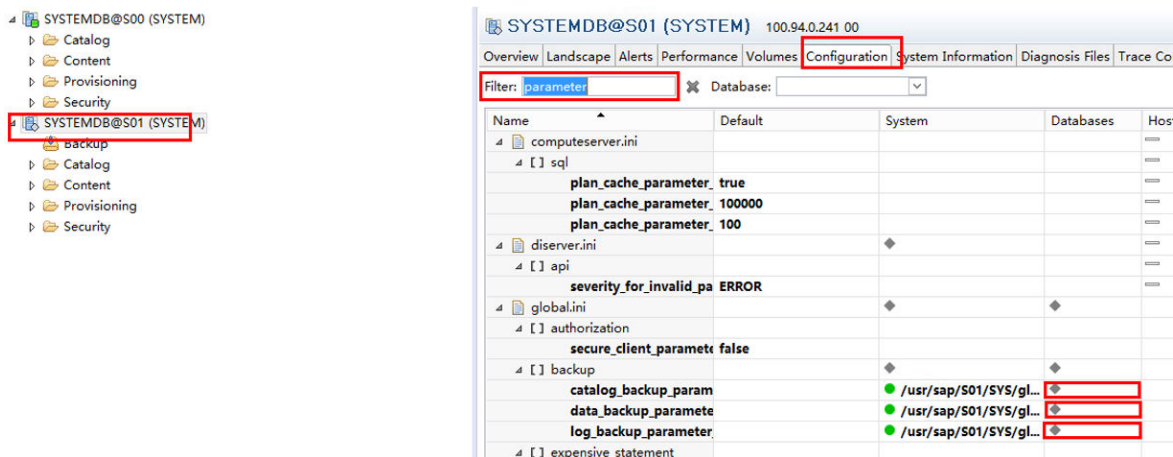 SYSTEMDB@S00 (SYSTEM)
Catalog
Content
Provisioning
Security
SYSTEMDB@S01 (SYSTEM)
Backup
Catalog
Content
Provisioning
Security
SYSTEMDB@S01 (SYSTEM) 100.94.0.241 00
Overview Landscape Alerts Performance Volumes Configuration System Information Diagnosis Files Trace Co
Filter: parameter Database:
Name Default System Databases Host
computeserver.ini
[ ] sql
plan_cache_parameter_ true
plan_cache_parameter_ 100000
plan_cache_parameter_ 100
diserver.ini
[ ] api
severity_for_invalid_pa ERROR
global.ini
[ ] authorization
secure_client_paramete false
[ ] backup
catalog_backup_param /usr/sap/S01/SYS/gl...
data_backup_paramete /usr/sap/S01/SYS/gl...
log_backup_parameter_ /usr/sap/S01/SYS/gl...
[ ] expensive_statement